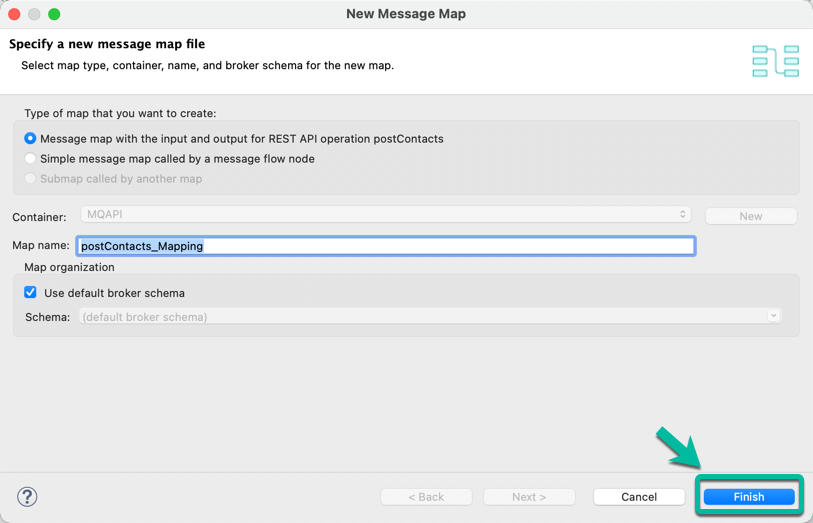 New Message Map
Specify a new message map file
Select map type, container, name, and broker schema for the new map.
Type of map that you want to create:
Message map with the input and output for REST API operation postContacts
Simple message map called by a message flow node
Submap called by another map
Container: MQAPI New
Map name: postContacts_Mapping
Map organization
Use default broker schema
Schema: (default broker schema)
? < Back Next > Cancel Finish